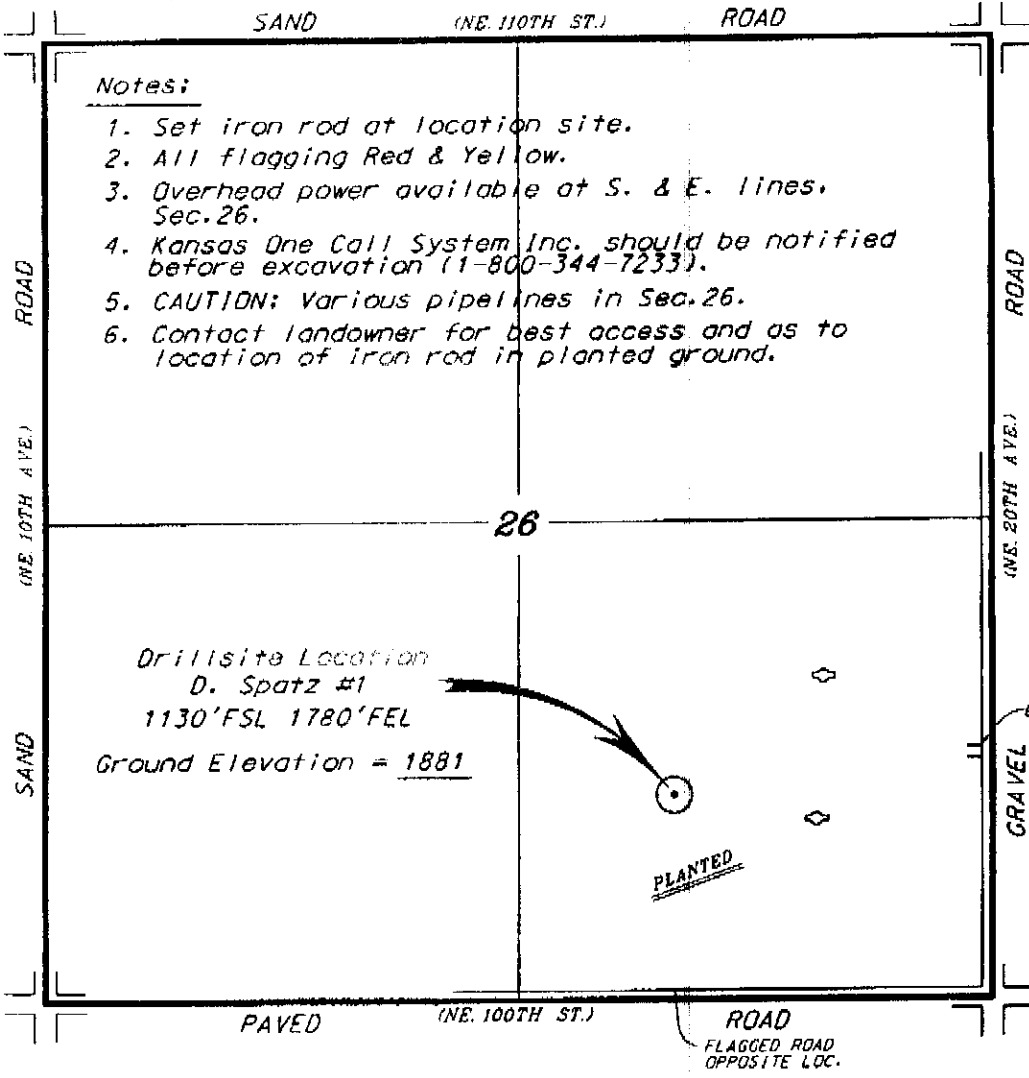 SAND (NE. 110TH ST.) ROAD
Notes:
1. Set iron rod at location site.
2. All flagging Red & Yellow.
3. Overhead power available at S. & E. lines,
Sec.26.
4. Kansas One Call System Inc. should be notified
before excavation (1-800-344-7233).
5. CAUTION: Various pipelines in Sec.26.
6. Contact landowner for best access and as to
location of iron rod in planted ground.
ROAD
(NE. 10TH AVE.)
SAND
ROAD
(NE. 20TH AVE.)
GRAVEL
26
Drillsite Location
D. Spatz #1
1130'FSL 1780'FEL
Ground Elevation = 1881
PLANTED
PAVED (NE. 100TH ST.) ROAD
FLAGGED ROAD
OPPOSITE LOC.